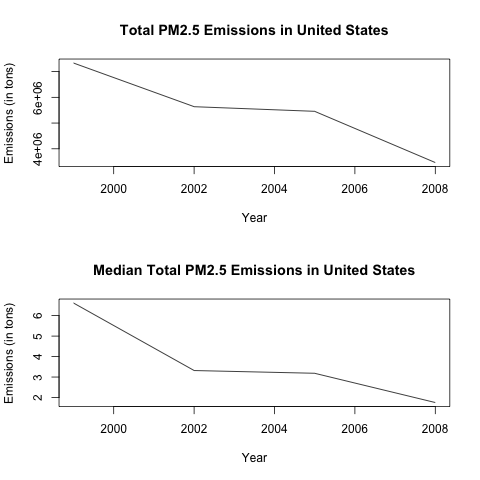 Total PM2.5 Emissions in United States
Emissions (in tons)
6e+06
4e+06
2000 2002 2004 2006 2008
Year
Median Total PM2.5 Emissions in United States
Emissions (in tons)
6
5
4
3
2
2000 2002 2004 2006 2008
Year